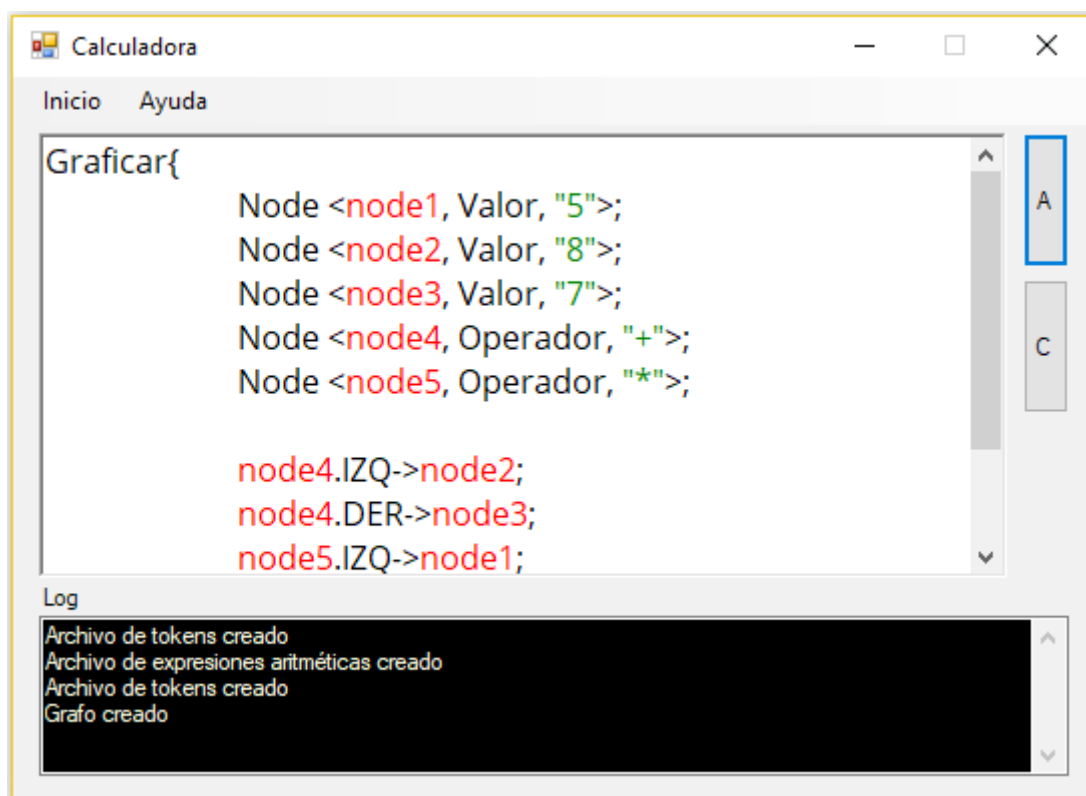 Calculadora
Inicio Ayuda
Graficar{
Node <node1, Valor, "5">;
Node <node2, Valor, "8">;
Node <node3, Valor, "7">;
Node <node4, Operador, "+">;
Node <node5, Operador, "*">;
node4.IZQ->node2;
node4.DER->node3;
node5.IZQ->node1;
A
C
Log
Archivo de tokens creado
Archivo de expresiones aritméticas creado
Archivo de tokens creado
Grafo creado